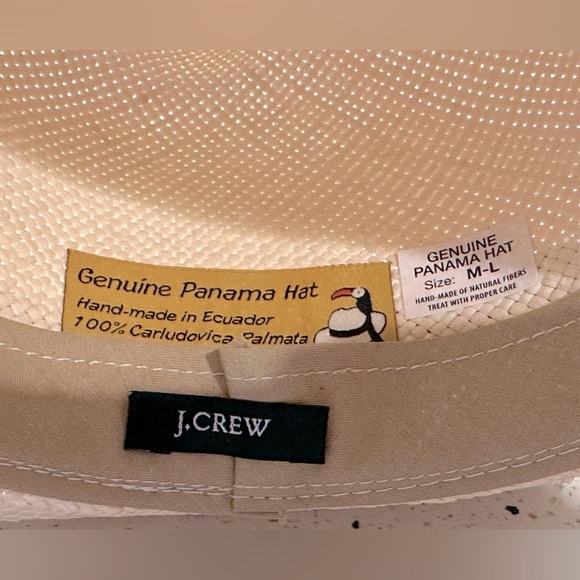 Genuine Panama Hat
Hand-made in Ecuador
100% Carludovica Palmata
GENUINE
PANAMA HAT
Size: M-L
HAND-MADE OF NATURAL FIBERS
TREAT WITH PROPER CARE
J.CREW